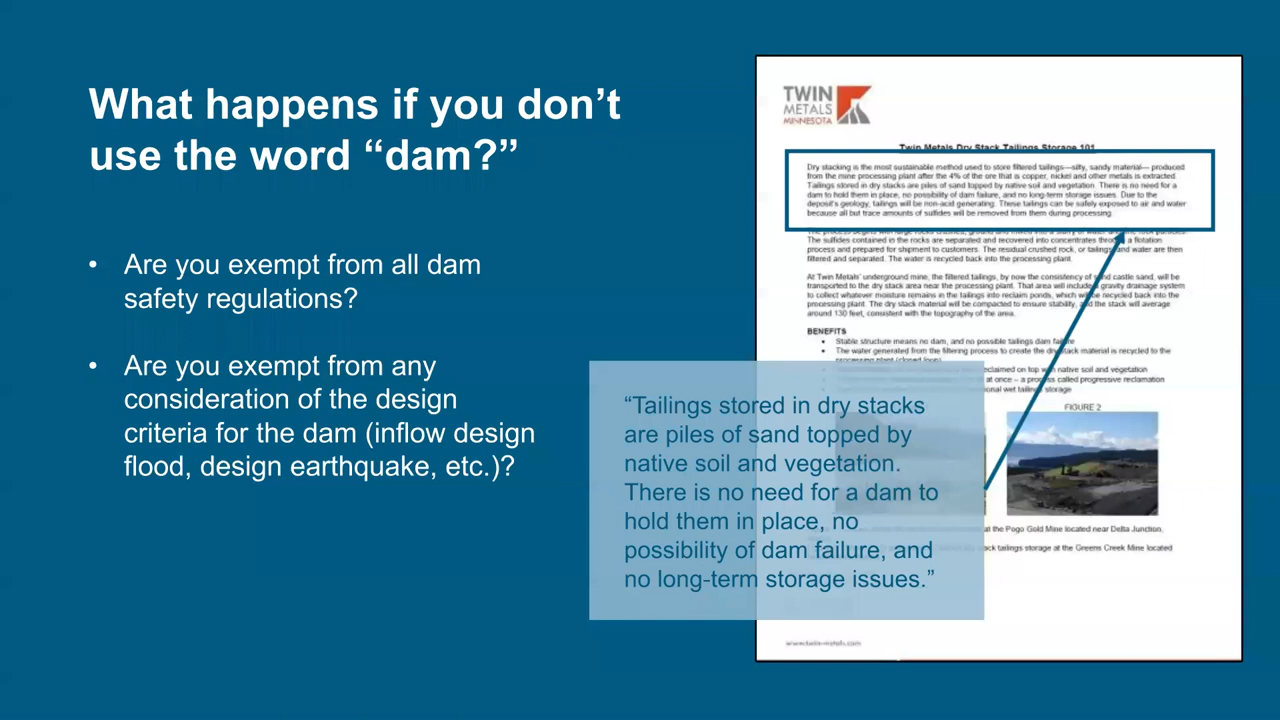 What happens if you don’t
use the word “dam?”
• Are you exempt from all dam
safety regulations?
• Are you exempt from any
consideration of the design
criteria for the dam (inflow design
flood, design earthquake, etc.)?
TWIN
METALS
MINNESOTA
Twin Metals Dry Stack Tailings Storage 101
Dry stacking is the most sustainable method used to store filtered tailings—silty, sandy material— produced
from the mine processing plant after the 4% of the ore that is copper, nickel and other metals is extracted.
Tailings stored in dry stacks are piles of sand topped by native soil and vegetation. There is no need for a
dam to hold them in place, no possibility of dam failure, and no long-term storage issues. Due to the
deposit's geology, tailings will be non-acid generating. These tailings can be safely exposed to air and water
because all but trace amounts of sulfides will be removed from them during processing.
The sulfides contained in the rocks are separated and recovered into concentrates through a flotation
process and prepared for shipment to customers. The residual crushed rock, or tailings, and water are then
filtered and separated. The water is recycled back into the processing plant.
At Twin Metals' underground mine, the filtered tailings, by now the consistency of sand castle sand, will be
transported to the dry stack area near the processing plant. That area will include a gravity drainage system
to collect whatever moisture remains in the tailings into reclaim ponds, which will be recycled back into the
processing plant. The dry stack material will be compacted to ensure stability, and the stack will average
around 130 feet, consistent with the topography of the area.
BENEFITS
• Stable structure means no dam, and no possible tailings dam failure
• The water generated from the filtering process to create the dry stack material is recycled to the
processing plant (closed loop)
reclaimed on top with native soil and vegetation
at once – a process called progressive reclamation
wet tailings storage
FIGURE 2
“Tailings stored in dry stacks
are piles of sand topped by
native soil and vegetation.
There is no need for a dam to
hold them in place, no
possibility of dam failure, and
no long-term storage issues.”
at the Pogo Gold Mine located near Delta Junction,
stack tailings storage at the Greens Creek Mine located
www.twin-metals.com